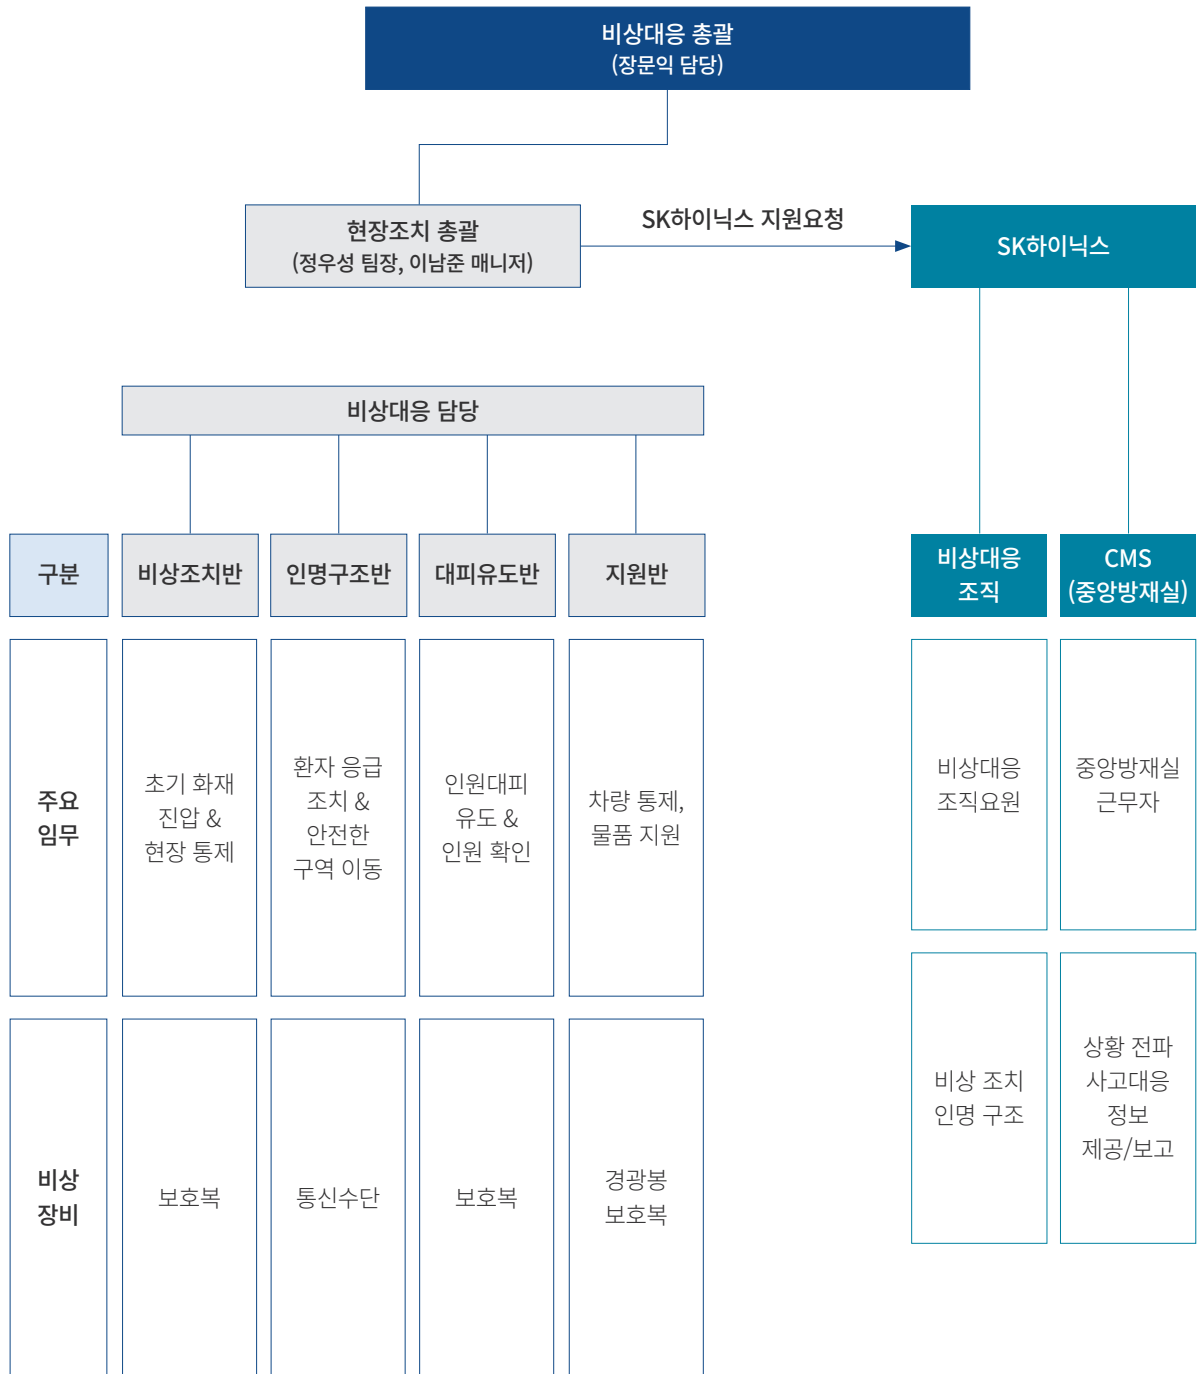 비상대응 총괄
(장문익 담당)
현장조치 총괄
(정우성 팀장, 이남준 매니저)
SK하이닉스 지원요청
SK하이닉스
비상대응 담당
구분
비상조치반
인명구조반
대피유도반
지원반
비상대응
조직
CMS
(중앙방재실)
주요
임무
초기 화재
진압 &
현장 통제
환자 응급
조치 &
안전한
구역 이동
인원대피
유도 &
인원 확인
차량 통제,
물품 지원
비상대응
조직요원
중앙방재실
근무자
비상
장비
보호복
통신수단
보호복
경광봉
보호복
비상 조치
인명 구조
상황 전파
사고대응
정보
제공/보고